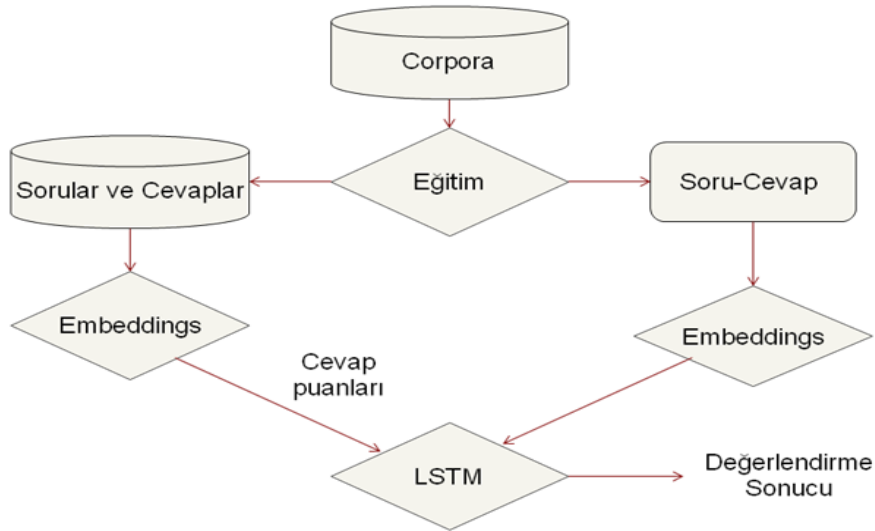 Corpora
Sorular ve Cevaplar
Eğitim
Soru-Cevap
Embeddings
Embeddings
Cevap
puanları
LSTM
Değerlendirme
Sonucu